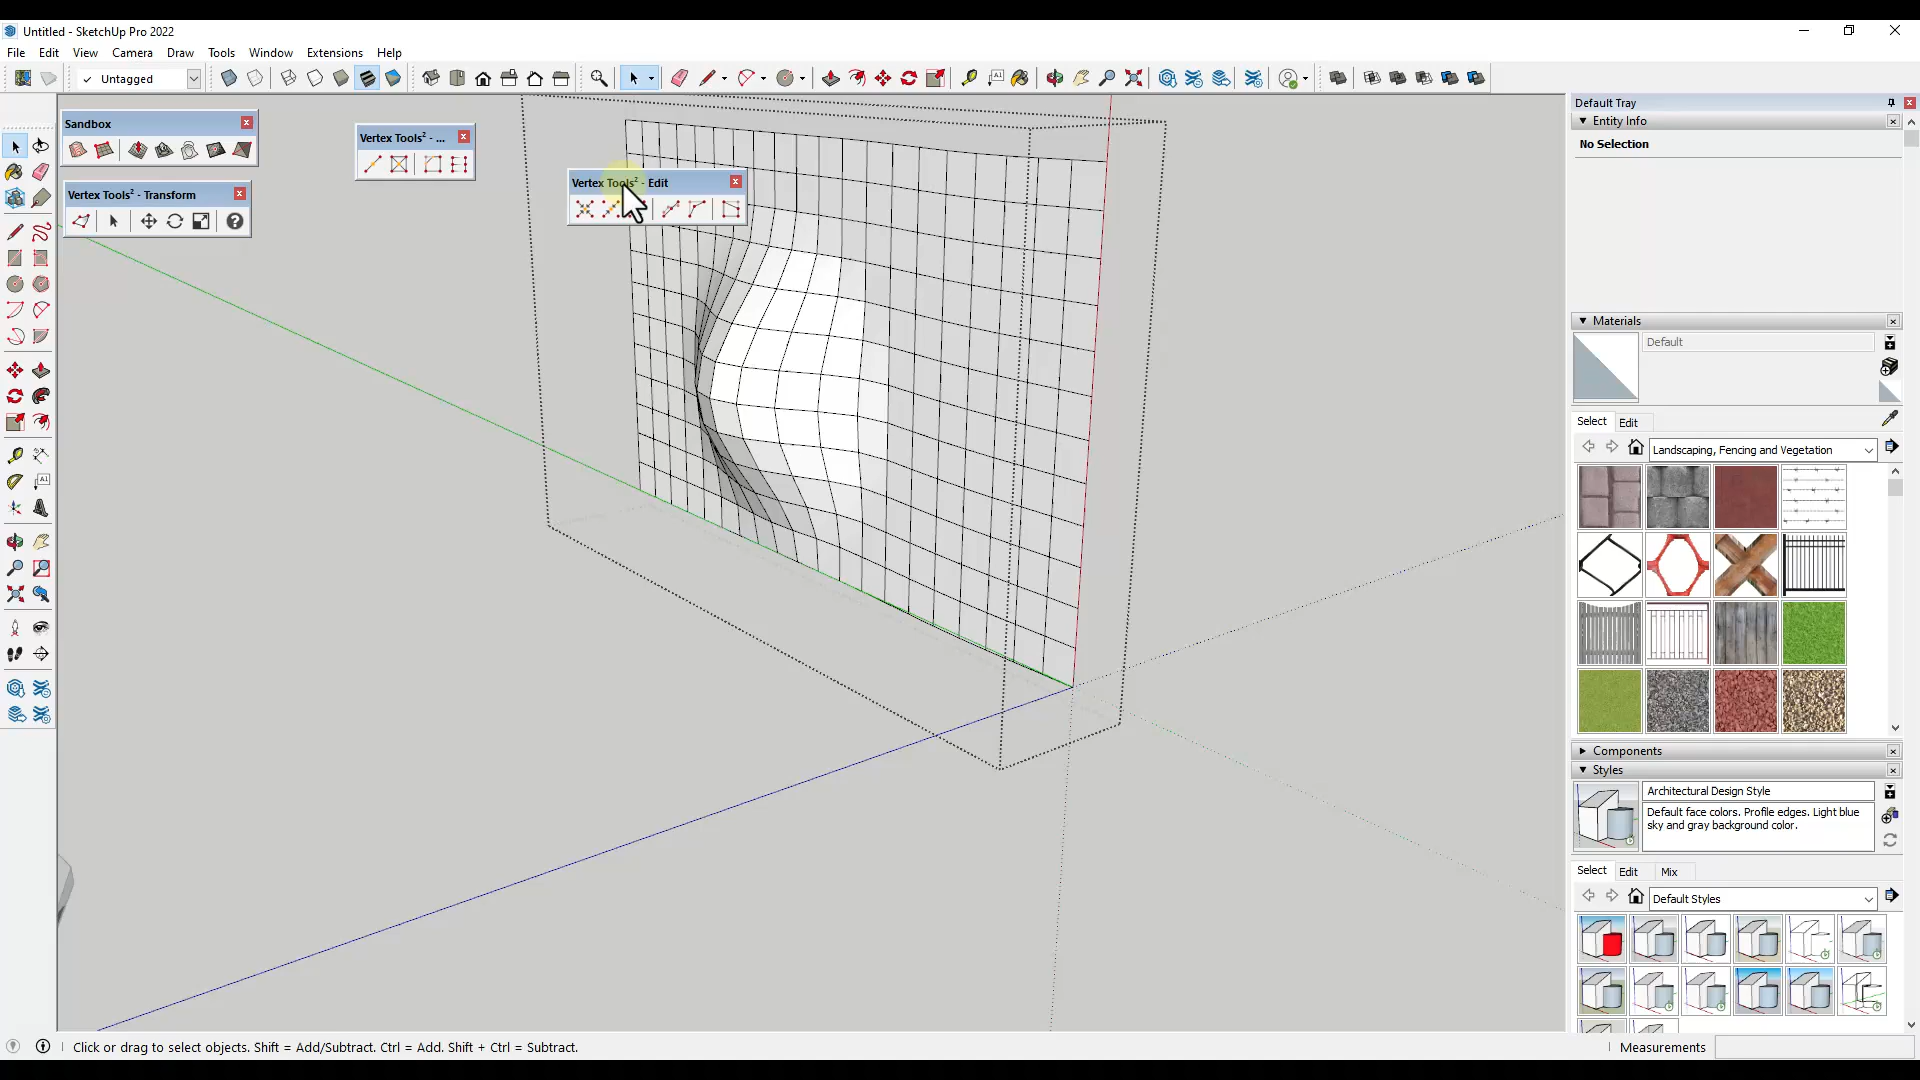 Untitled - SketchUp Pro 2022
File Edit View Camera Draw Tools Window Extensions Help
Untagged
Sandbox
Vertex Tools² - ...
Vertex Tools² - Edit
Vertex Tools² - Transform
Default Tray
Entity Info
No Selection
Materials
Default
Select Edit
Landscaping, Fencing and Vegetation
Components
Styles
Architectural Design Style
Default face colors. Profile edges. Light blue
sky and gray background color.
Select Edit Mix
Default Styles
Click or drag to select objects. Shift = Add/Subtract. Ctrl = Add. Shift + Ctrl = Subtract.
Measurements